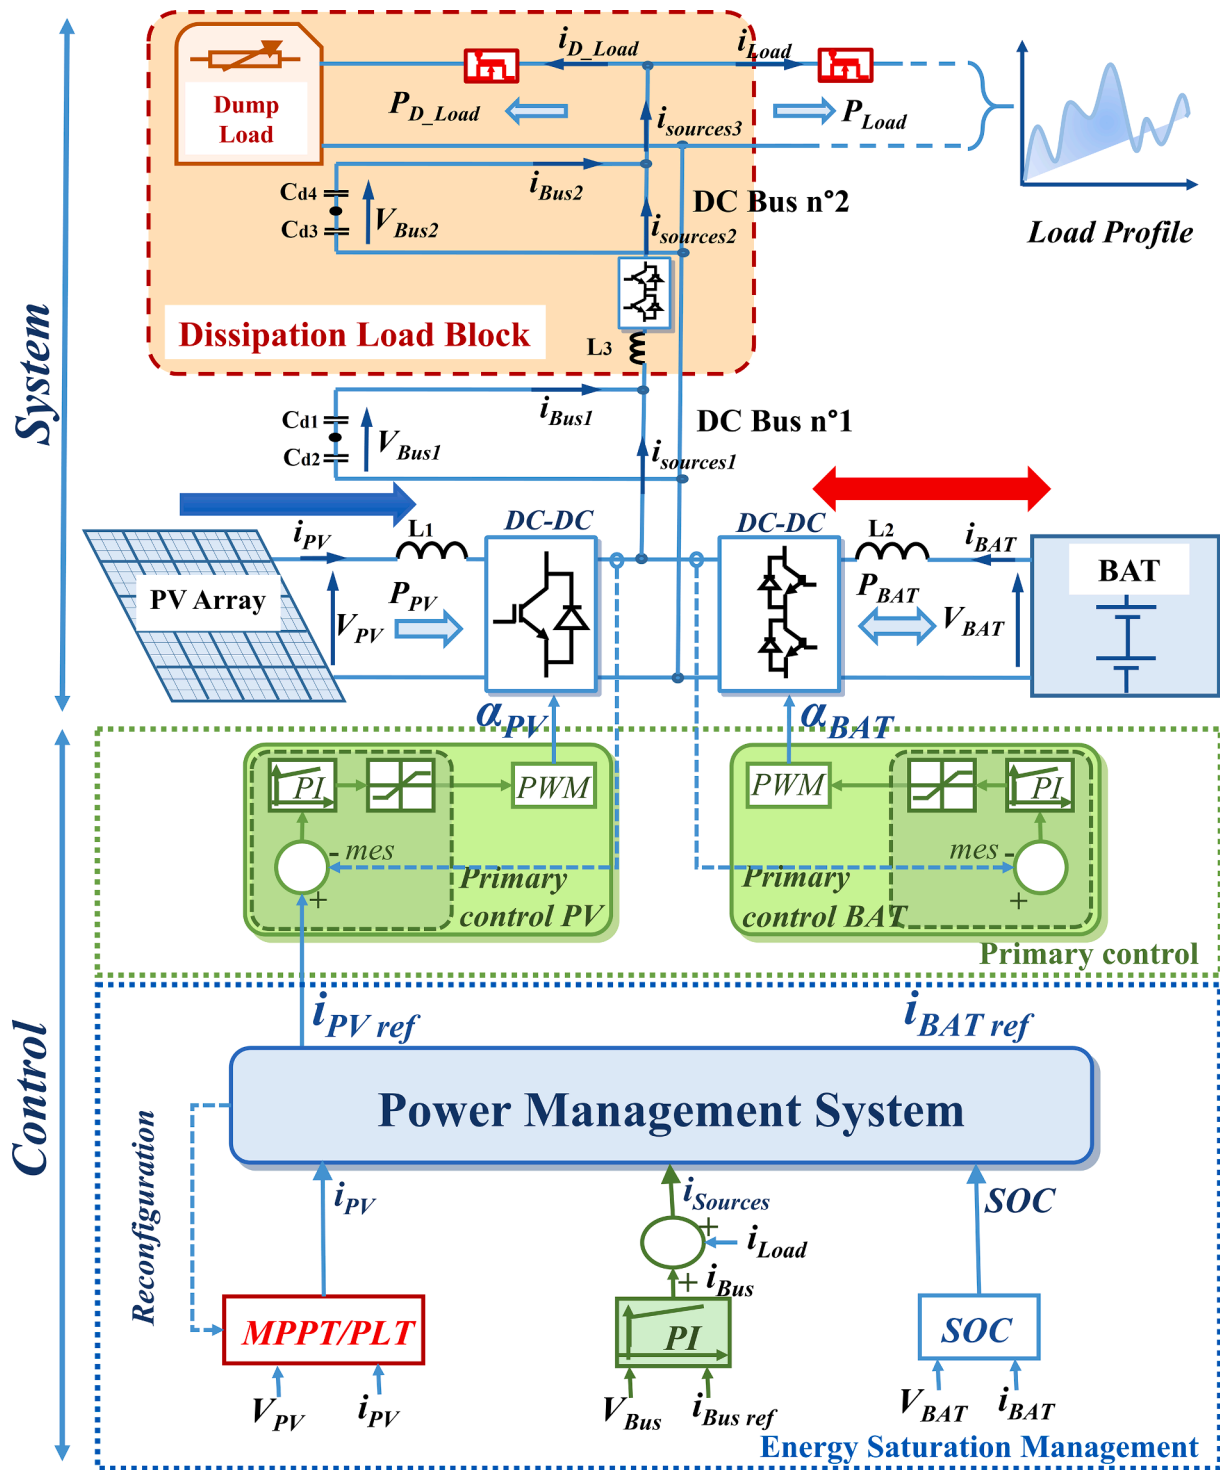 i_D_Load
i_Load
Dump
Load
P_D_Load
i_sources3
P_Load
i_Bus2
Cd4
Cd3
V_Bus2
DC Bus n°2
i_sources2
Load Profile
Dissipation Load Block
L3
System
i_Bus1
DC Bus n°1
Cd1
Cd2
V_Bus1
i_sources1
i_PV
L1
DC-DC
DC-DC
L2
i_BAT
PV Array
V_PV
P_PV
P_BAT
V_BAT
BAT
α_PV
α_BAT
PI
PWM
PWM
PI
- mes
mes -
+
+
Primary
control PV
Primary
control BAT
Primary control
i_PV ref
i_BAT ref
Control
Power Management System
Reconfiguration
i_PV
i_Sources
SOC
+
i_Load
+ i_Bus
MPPT/PLT
PI
SOC
V_PV
i_PV
V_Bus
i_Bus ref
V_BAT
i_BAT
Energy Saturation Management